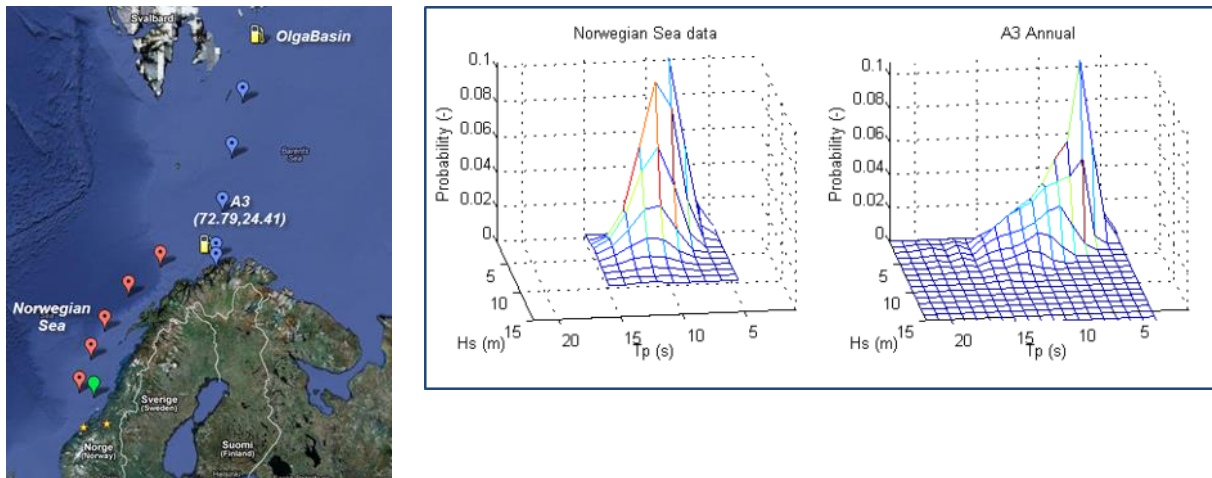 Svalbard
OlgaBasin
Barents
Sea
A3
(72.79,24.41)
Norwegian
Sea
Sverige
(Sweden)
Norge
(Norway)
Suomi
(Finland)
Helsinki
Norwegian Sea data
0.1
0.08
0.06
0.04
0.02
0
Probability (-)
5
10
15
Hs (m)
20
15
10
5
Tp (s)
A3 Annual
0.1
0.08
0.06
0.04
0.02
0
Probability (-)
5
10
15
Hs (m)
20
15
10
5
Tp (s)